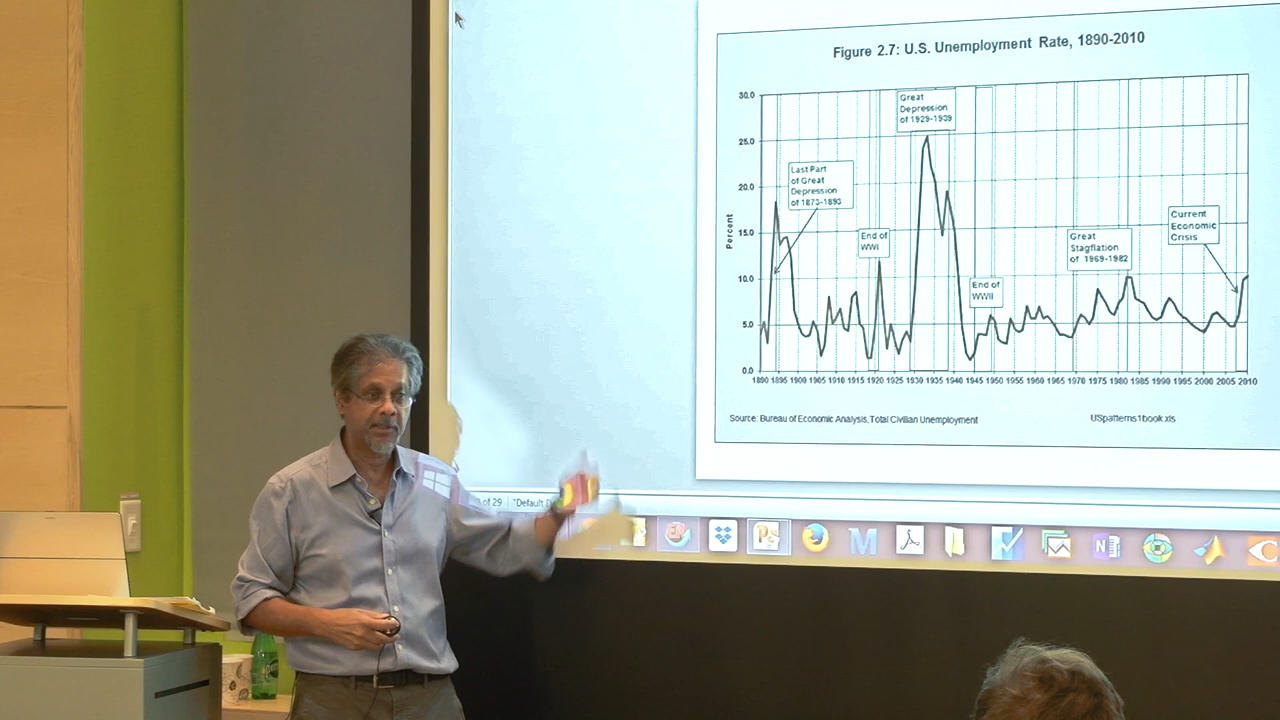 Figure 2.7: U.S. Unemployment Rate, 1890-2010
30.0
25.0
20.0
15.0
10.0
5.0
0.0
Percent
Great
Depression
of 1929-1939
Last Part
of Great
Depression
of 1873-1893
End of
WWI
End of
WWII
Great
Stagflation
of 1969-1982
Current
Economic
Crisis
1890 1895 1900 1905 1910 1915 1920 1925 1930 1935 1940 1945 1950 1955 1960 1965 1970 1975 1980 1985 1990 1995 2000 2005 2010
Source: Bureau of Economic Analysis, Total Civilian Unemployment
USpatterns1book.xls
of 29 "Default